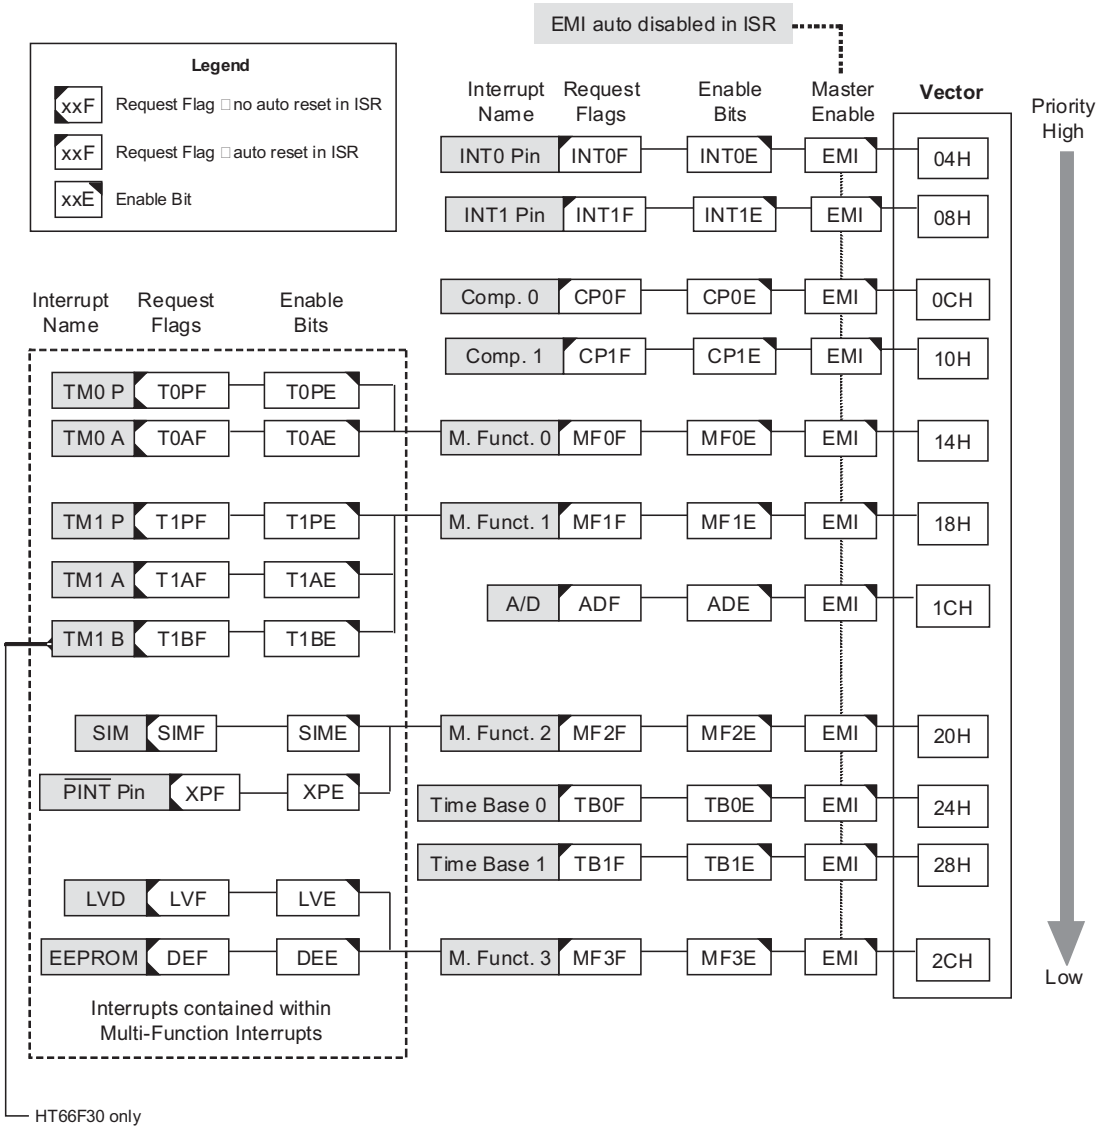 EMI auto disabled in ISR
Legend
xxF Request Flag □ no auto reset in ISR
xxF Request Flag □ auto reset in ISR
xxE Enable Bit
Interrupt Name Request Flags Enable Bits Master Enable Vector
Priority High
INT0 Pin INT0F INT0E EMI 04H
INT1 Pin INT1F INT1E EMI 08H
Comp. 0 CP0F CP0E EMI 0CH
Comp. 1 CP1F CP1E EMI 10H
Interrupt Name Request Flags Enable Bits
TM0 P T0PF T0PE
TM0 A T0AF T0AE M. Funct. 0 MF0F MF0E EMI 14H
TM1 P T1PF T1PE M. Funct. 1 MF1F MF1E EMI 18H
TM1 A T1AF T1AE A/D ADF ADE EMI 1CH
TM1 B T1BF T1BE
SIM SIMF SIME M. Funct. 2 MF2F MF2E EMI 20H
PINT Pin XPF XPE Time Base 0 TB0F TB0E EMI 24H
Time Base 1 TB1F TB1E EMI 28H
LVD LVF LVE
EEPROM DEF DEE M. Funct. 3 MF3F MF3E EMI 2CH
Low
Interrupts contained within
Multi-Function Interrupts
HT66F30 only